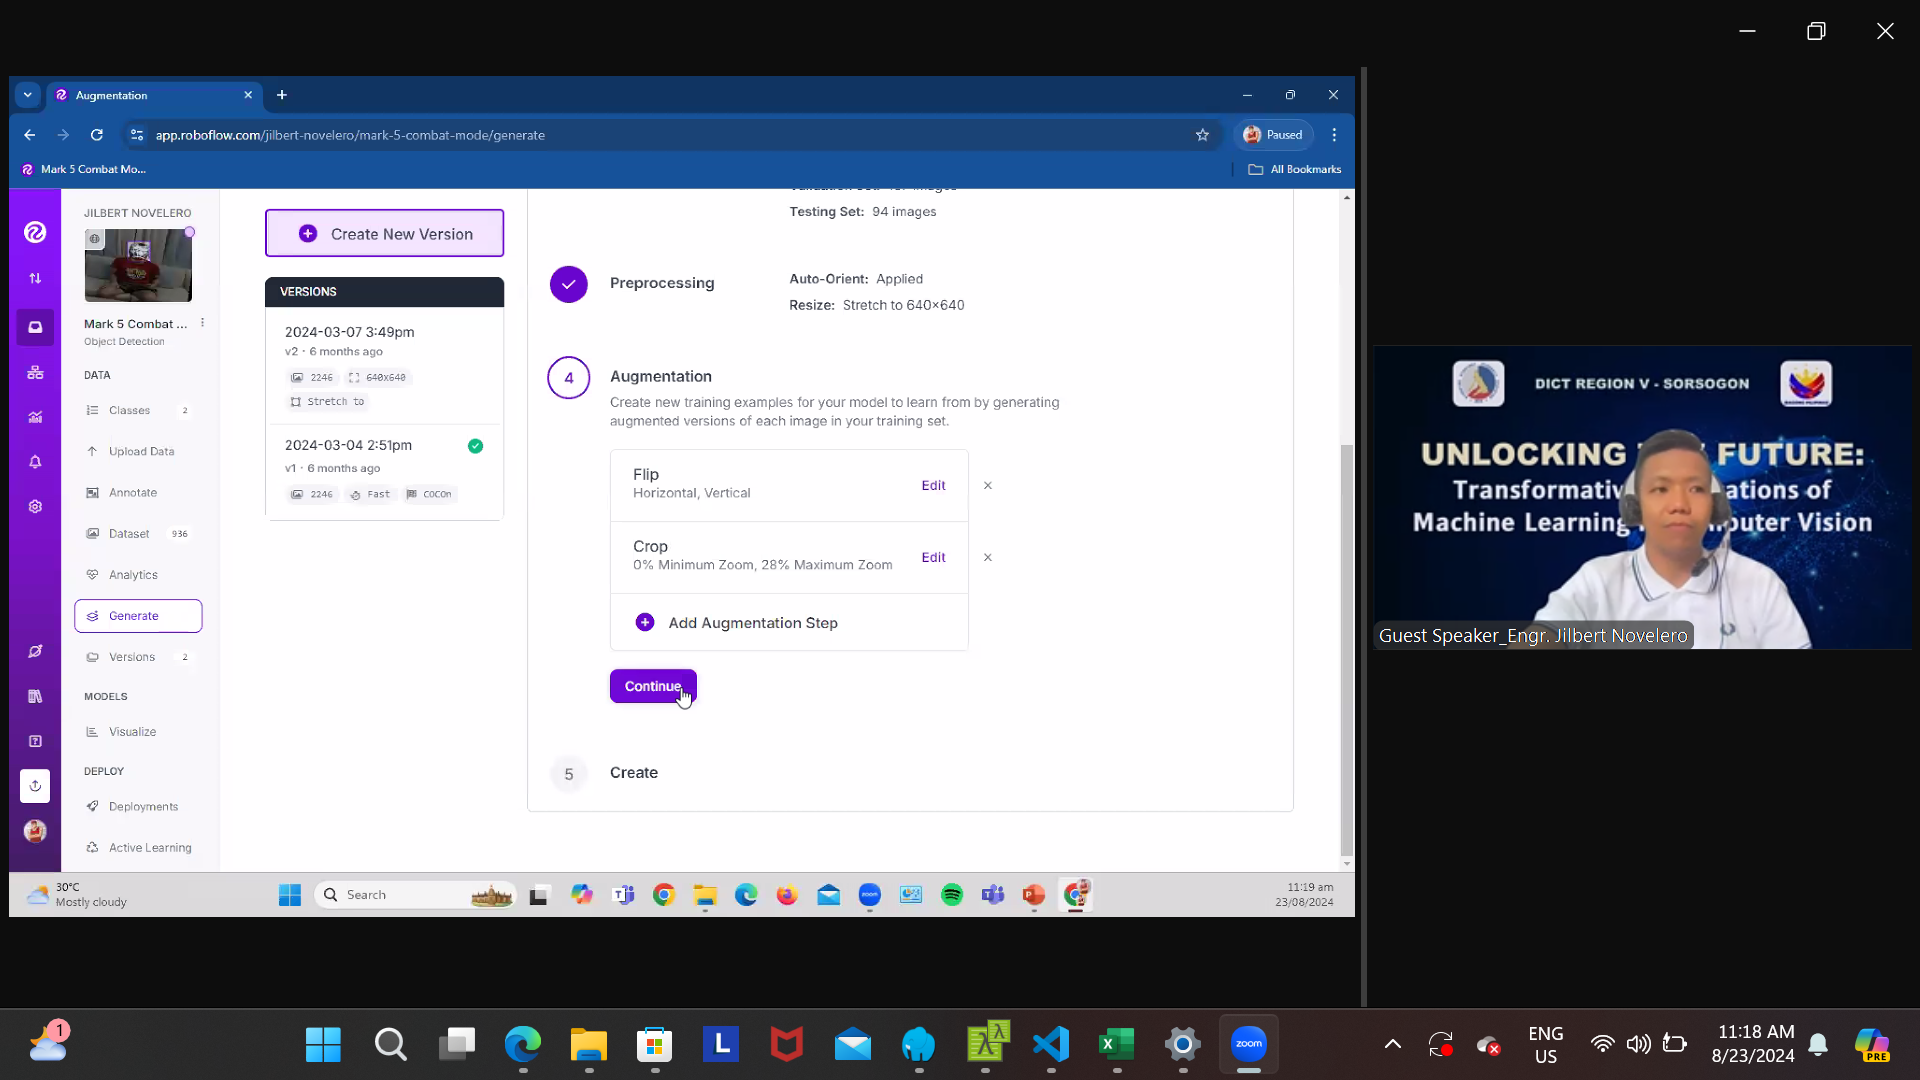 Augmentation
app.roboflow.com/jilbert-novelero/mark-5-combat-mode/generate
Paused
Mark 5 Combat Mo...
All Bookmarks
JILBERT NOVELERO
Mark 5 Combat ...
Object Detection
DATA
Classes 2
Upload Data
Annotate
Dataset 936
Analytics
Generate
Versions 2
MODELS
Visualize
DEPLOY
Deployments
Active Learning
Create New Version
VERSIONS
2024-03-07 3:49pm
v2 · 6 months ago
2246 640x640
Stretch to
2024-03-04 2:51pm
v1 · 6 months ago
2246 Fast COCOn
Testing Set: 94 images
Preprocessing
Auto-Orient: Applied
Resize: Stretch to 640×640
4
Augmentation
Create new training examples for your model to learn from by generating
augmented versions of each image in your training set.
Flip
Horizontal, Vertical
Edit
Crop
0% Minimum Zoom, 28% Maximum Zoom
Edit
Add Augmentation Step
Continue
5
Create
30°C
Mostly cloudy
Search
11:19 am
23/08/2024
DICT REGION V - SORSOGON
UNLOCKING FUTURE:
Transformativ ations of
Machine Learning puter Vision
Guest Speaker_Engr. Jilbert Novelero
1
L
zoom
ENG
US
11:18 AM
8/23/2024
PRE